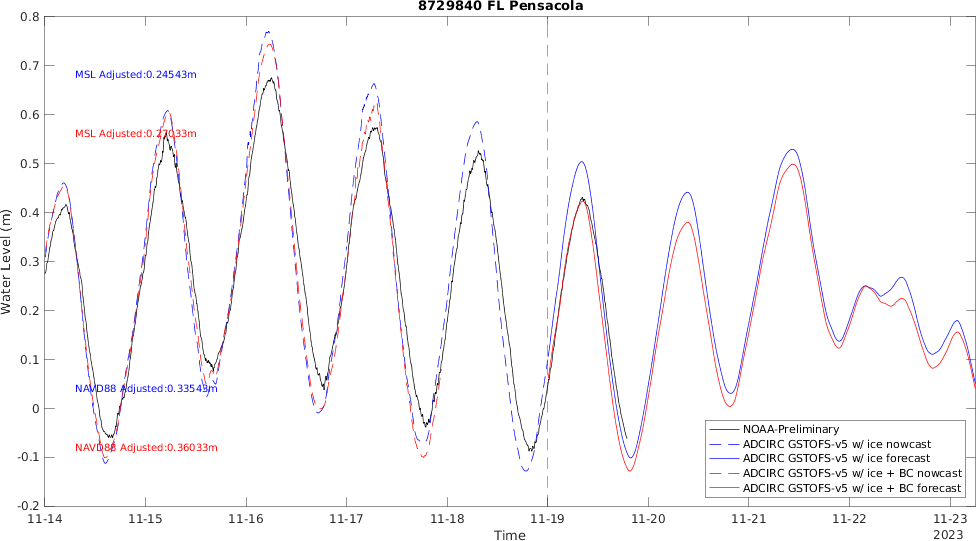 8729840 FL Pensacola
Water Level (m)
0.8
0.7
0.6
0.5
0.4
0.3
0.2
0.1
0
-0.1
-0.2
MSL Adjusted:0.24543m
MSL Adjusted:0.27033m
NAVD88 Adjusted:0.33543m
NAVD88 Adjusted:0.36033m
NOAA-Preliminary
ADCIRC GSTOFS-v5 w/ ice nowcast
ADCIRC GSTOFS-v5 w/ ice forecast
ADCIRC GSTOFS-v5 w/ ice + BC nowcast
ADCIRC GSTOFS-v5 w/ ice + BC forecast
11-14 11-15 11-16 11-17 11-18 11-19 11-20 11-21 11-22 11-23
Time 2023